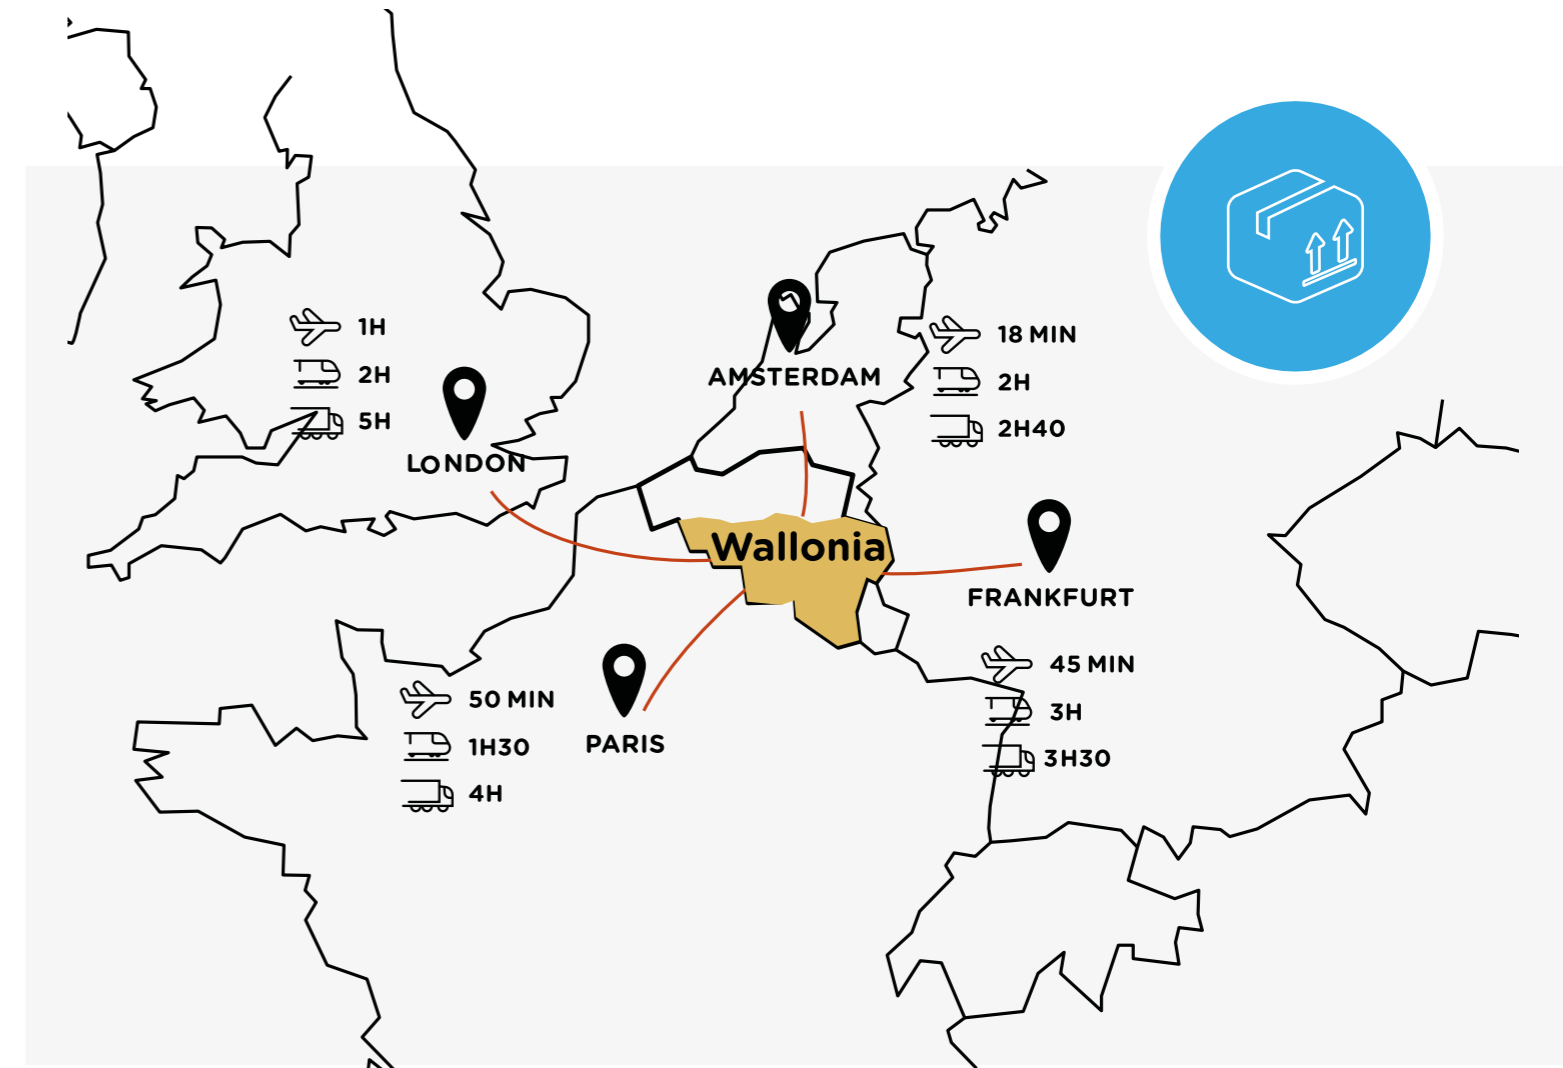 1H
2H
5H
LONDON
AMSTERDAM
18 MIN
2H
2H40
Wallonia
FRANKFURT
45 MIN
3H
3H30
PARIS
50 MIN
1H30
4H